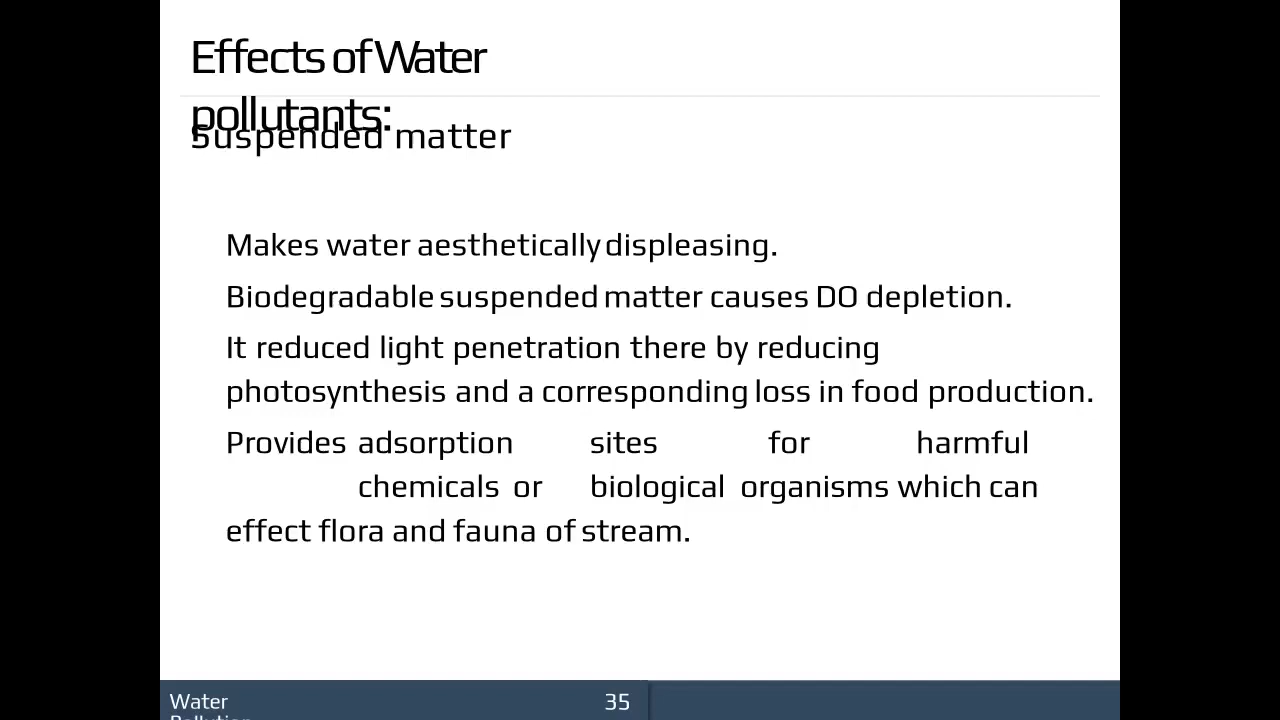 Effects of Water
pollutants:
Suspended matter
Makes water aesthetically displeasing.
Biodegradable suspended matter causes DO depletion.
It reduced light penetration there by reducing
photosynthesis and a corresponding loss in food production.
Provides adsorption sites for harmful
chemicals or biological organisms which can
effect flora and fauna of stream.
Water
Pollution
35